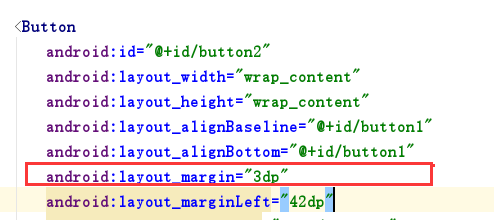 <Button
android:id="@+id/button2"
android:layout_width="wrap_content"
android:layout_height="wrap_content"
android:layout_alignBaseline="@+id/button1"
android:layout_alignBottom="@+id/button1"
android:layout_margin="3dp"
android:layout_marginLeft="42dp"